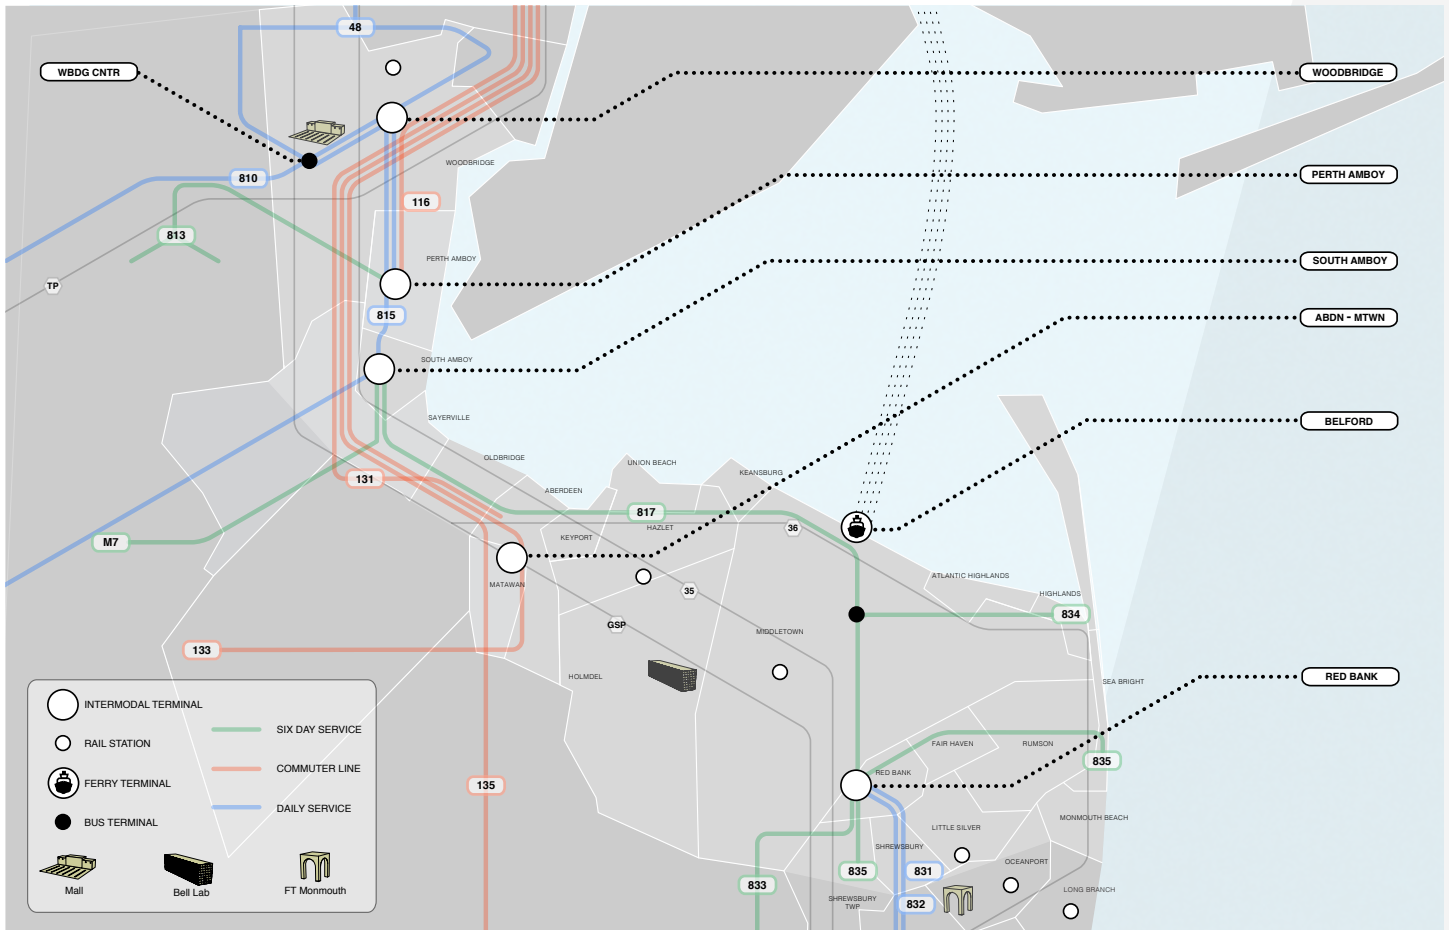 48
WBDG CNTR
WOODBRIDGE
WOODBRIDGE
810
PERTH AMBOY
116
813
PERTH AMBOY
SOUTH AMBOY
TP
815
ABDN - MTWN
SOUTH AMBOY
SAYERVILLE
BELFORD
OLDBRIDGE
UNION BEACH
KEANSBURG
131
ABERDEEN
817
HAZLET
36
KEYPORT
M7
MATAWAN
35
ATLANTIC HIGHLANDS
HIGHLANDS
834
GSP
MIDDLETOWN
133
HOLMDEL
RED BANK
SEA BRIGHT
INTERMODAL TERMINAL
SIX DAY SERVICE
RAIL STATION
COMMUTER LINE
FERRY TERMINAL
DAILY SERVICE
BUS TERMINAL
Mall
Bell Lab
FT Monmouth
135
FAIR HAVEN
RUMSON
835
RED BANK
MONMOUTH BEACH
LITTLE SILVER
SHREWSBURY
OCEANPORT
835
831
833
LONG BRANCH
SHREWSBURY
TWP
832